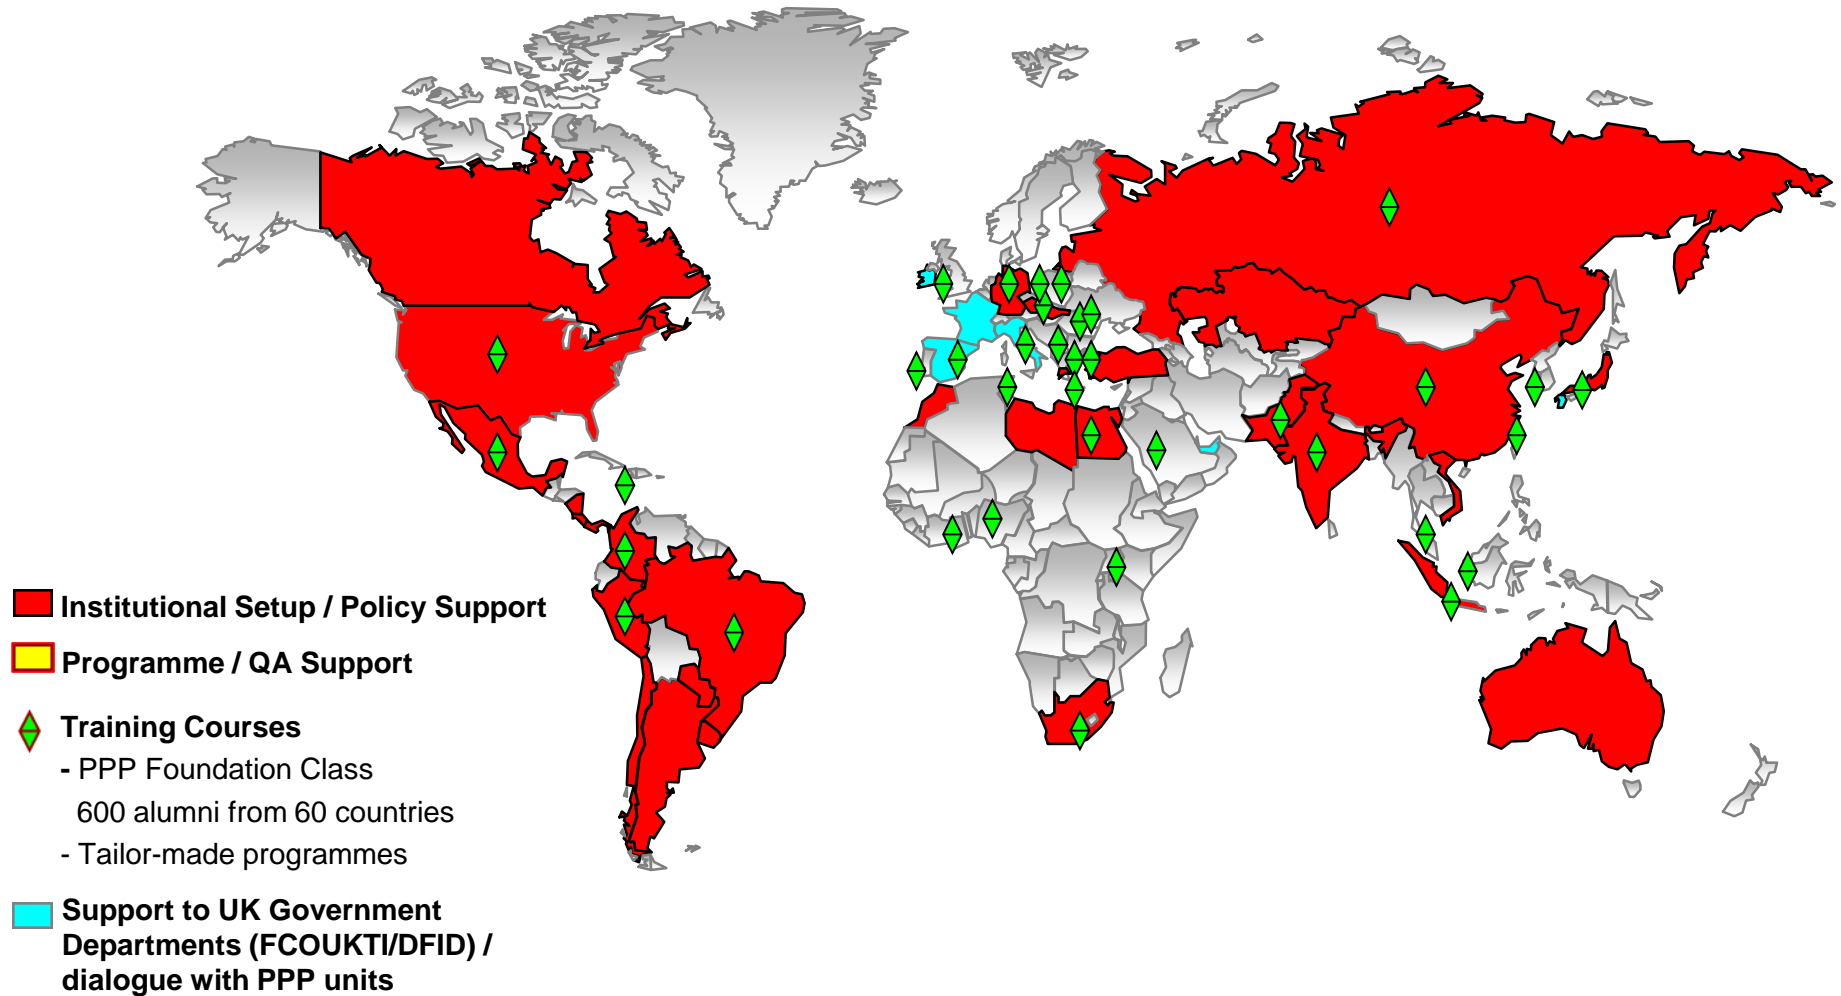 Institutional Setup / Policy Support
Programme / QA Support
Training Courses
- PPP Foundation Class
600 alumni from 60 countries
- Tailor-made programmes
Support to UK Government
Departments (FCOUKTI/DFID) /
dialogue with PPP units